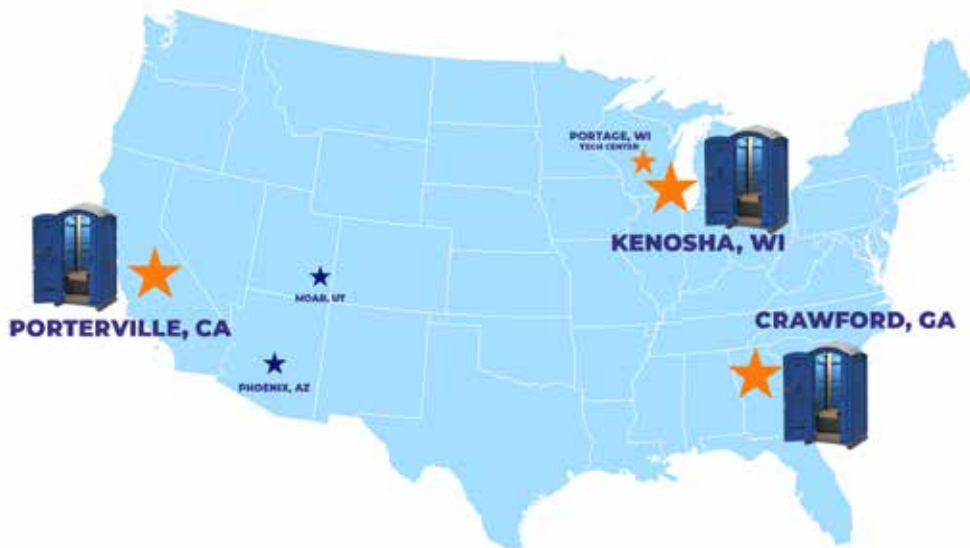 PORTAGE, WI
TECH CENTER
KENOSHA, WI
MOAB, UT
PORTERVILLE, CA
CRAWFORD, GA
PHOENIX, AZ